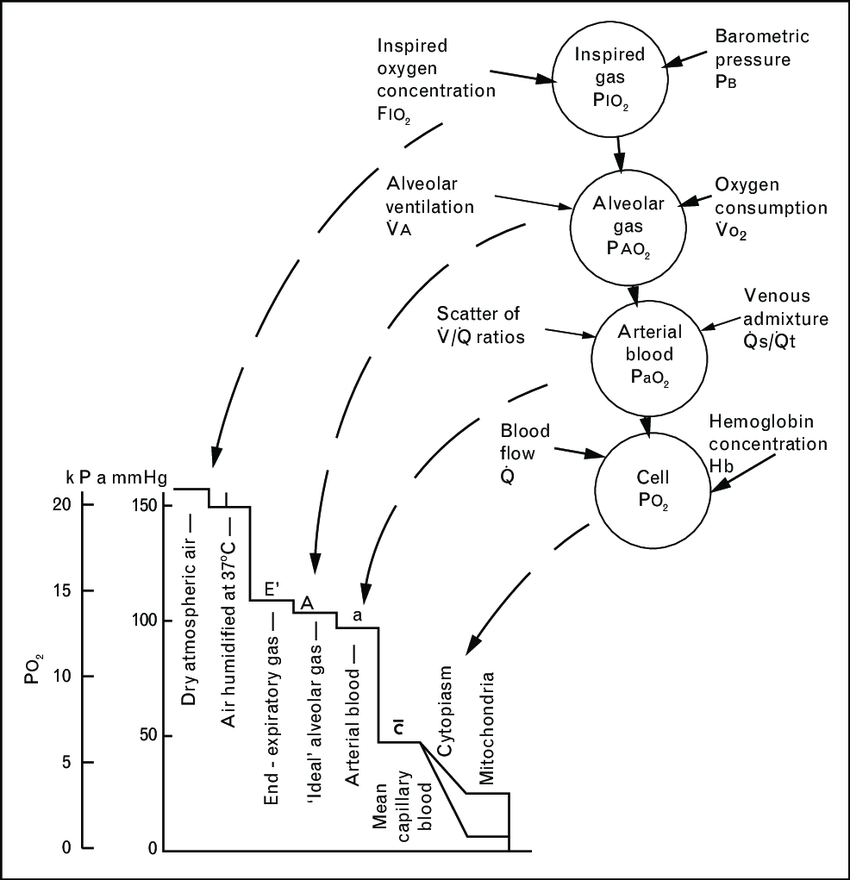 Inspired
oxygen
concentration
FIO2
Inspired
gas
PIO2
Barometric
pressure
PB
Alveolar
ventilation
V̇A
Alveolar
gas
PAO2
Oxygen
consumption
V̇O2
Scatter of
V̇/Q̇ ratios
Arterial
blood
PaO2
Venous
admixture
Q̇s/Q̇t
Blood
flow
Q̇
Cell
PO2
Hemoglobin
concentration
Hb
kPa mmHg
20
15
10
5
0
PO2
150
100
50
0
Dry atmospheric air
Air humidified at 37°C
E'
End - expiratory gas
A
'Ideal' alveolar gas
a
Arterial blood
c̄
Mean
capillary
blood
Cytopiasm
Mitochondria